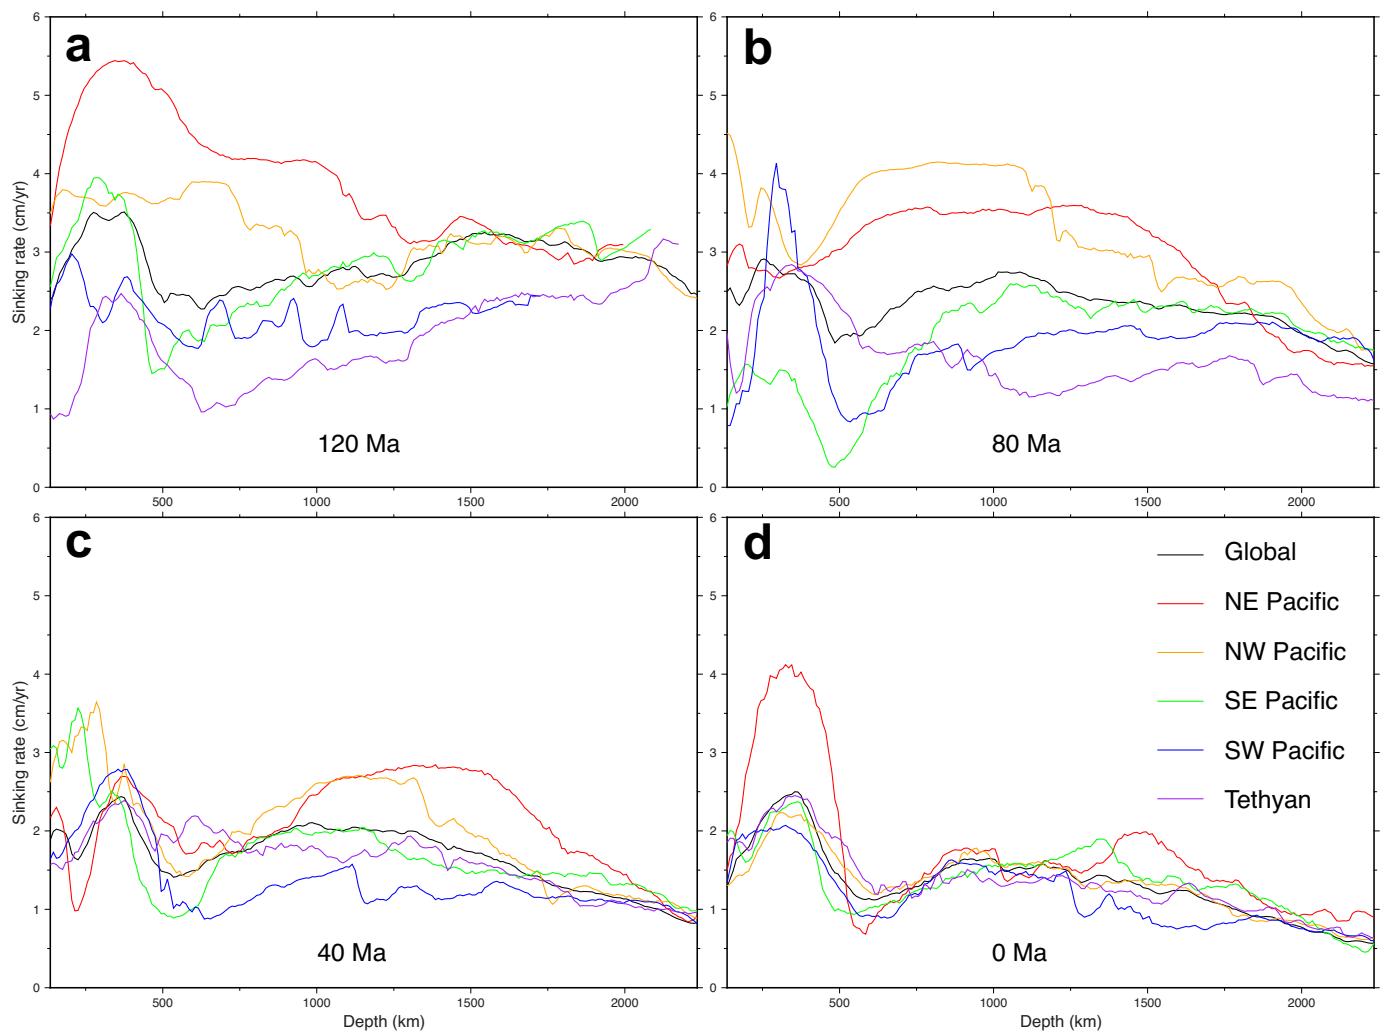 a
6
5
4
3
2
1
0
Sinking rate (cm/yr)
120 Ma
500
1000
1500
2000
b
6
5
4
3
2
1
0
80 Ma
500
1000
1500
2000
c
6
5
4
3
2
1
0
Sinking rate (cm/yr)
40 Ma
500
1000
1500
2000
Depth (km)
d
6
5
4
3
2
1
0
Global
NE Pacific
NW Pacific
SE Pacific
SW Pacific
Tethyan
0 Ma
500
1000
1500
2000
Depth (km)